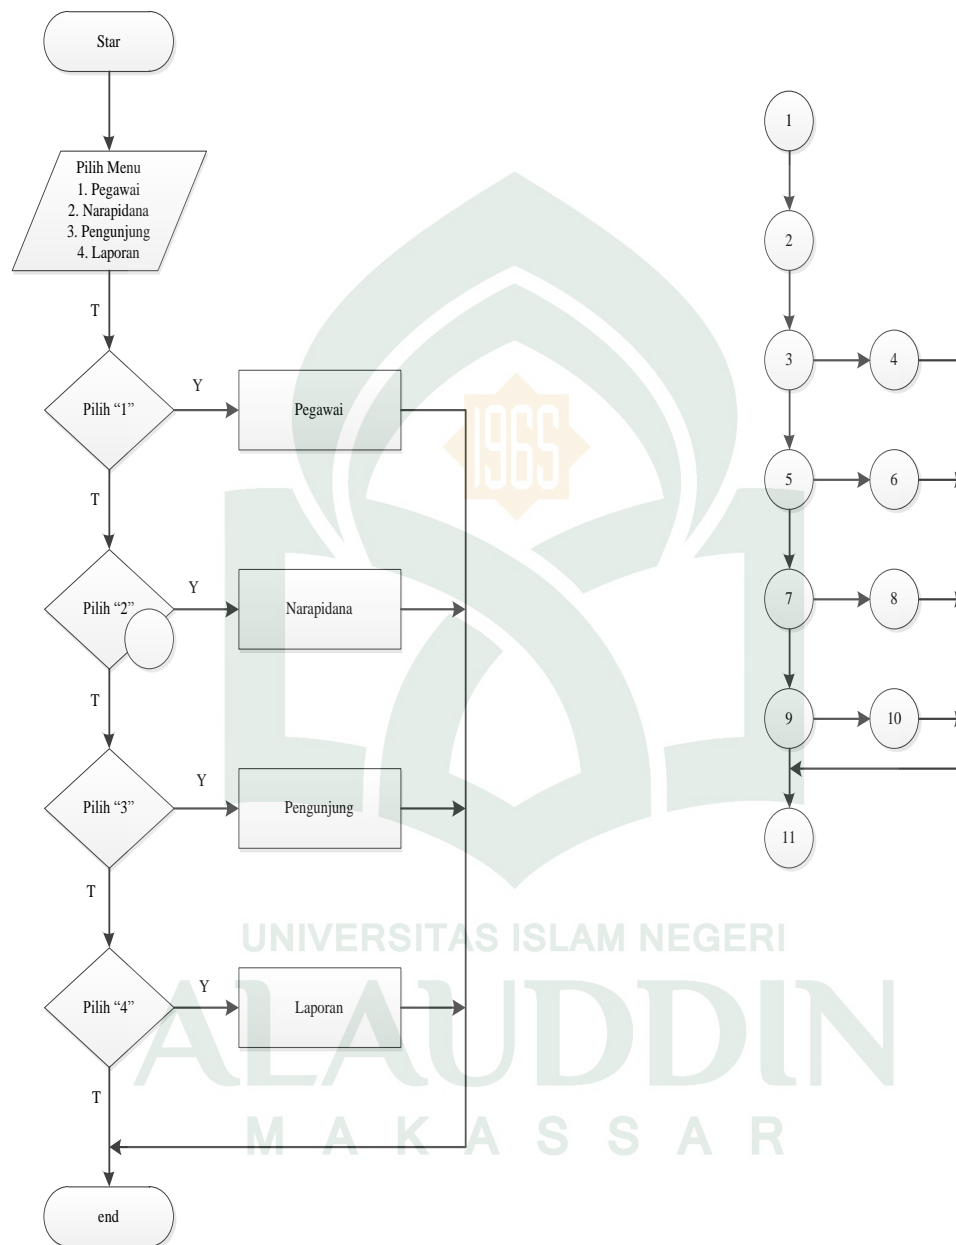 Star
Pilih Menu
1. Pegawai
2. Narapidana
3. Pengunjung
4. Laporan
T
Pilih “1”
Y
Pegawai
T
Pilih “2”
Y
Narapidana
T
Pilih “3”
Y
Pengunjung
T
Pilih “4”
Y
Laporan
T
end
1
2
3
4
5
6
7
8
9
10
11
1965
UNIVERSITAS ISLAM NEGERI
ALAUDDIN
MAKASSAR